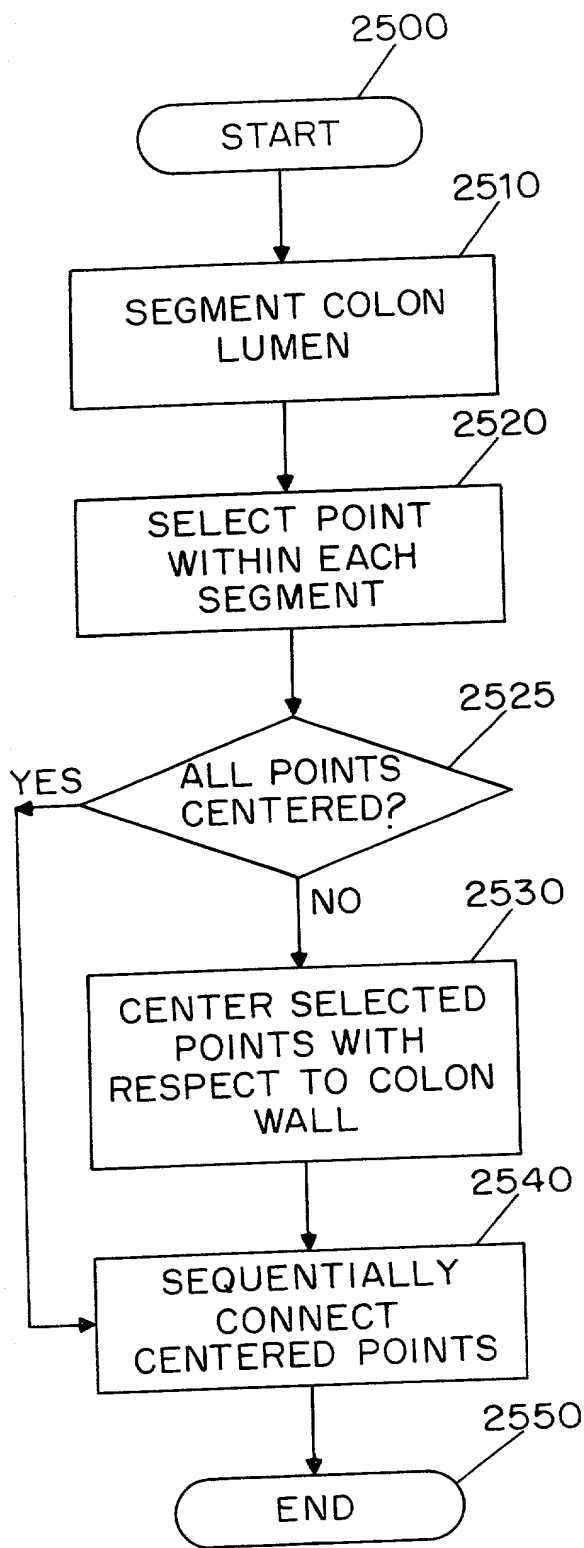 2500
START
2510
SEGMENT COLON
LUMEN
2520
SELECT POINT
WITHIN EACH
SEGMENT
2525
YES
ALL POINTS
CENTERED?
NO
2530
CENTER SELECTED
POINTS WITH
RESPECT TO COLON
WALL
2540
SEQUENTIALLY
CONNECT
CENTERED POINTS
2550
END